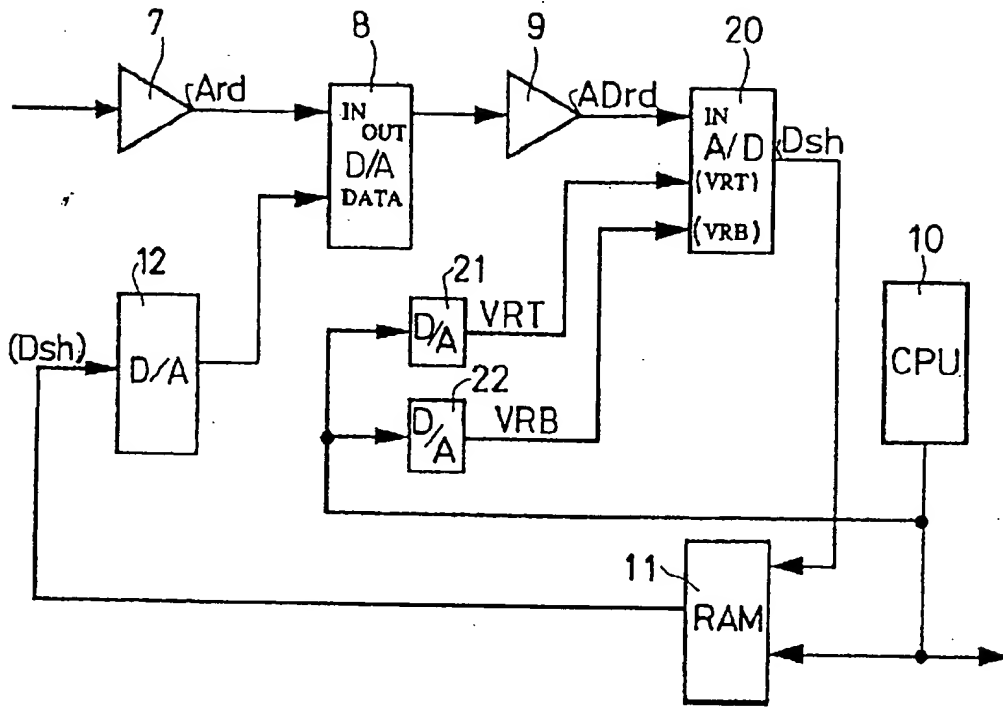 7
8
9
20
Ard
ADrd
IN
OUT
D/A
DATA
IN
A/D
Dsh
(VRT)
(VRB)
10
12
21
(Dsh)
D/A
D/A
VRT
CPU
22
D/A
VRB
11
RAM